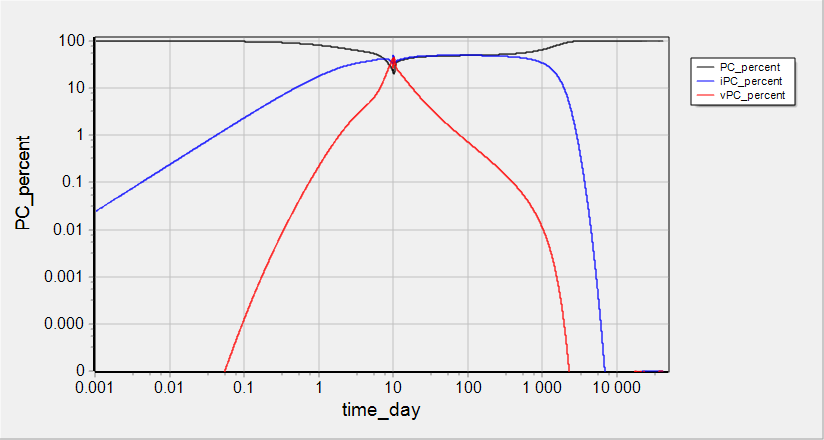 100
10
1
0.1
0.01
0.001
0.000
0
PC_percent
0.001 0.01 0.1 1 10 100 1 000 10 000
time_day
PC_percent
iPC_percent
vPC_percent